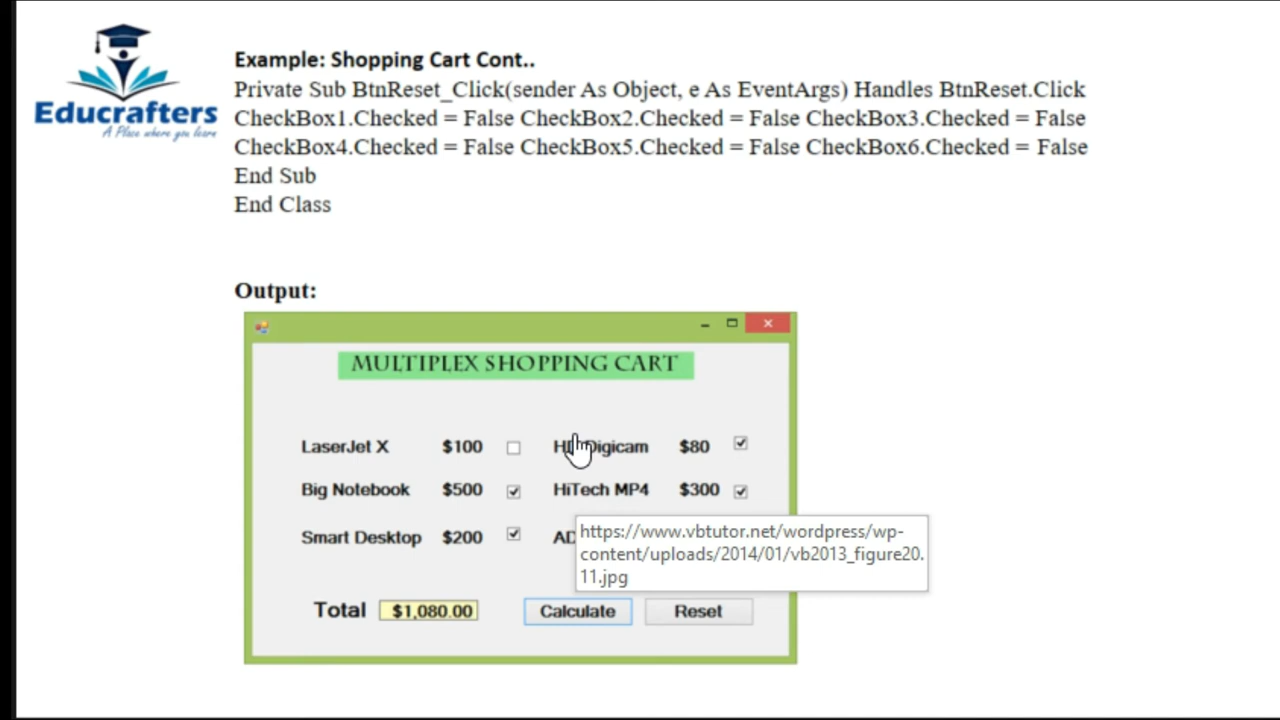 Educrafters
A Place where you learn
Example: Shopping Cart Cont..
Private Sub BtnReset_Click(sender As Object, e As EventArgs) Handles BtnReset.Click
CheckBox1.Checked = False CheckBox2.Checked = False CheckBox3.Checked = False
CheckBox4.Checked = False CheckBox5.Checked = False CheckBox6.Checked = False
End Sub
End Class
Output:
MULTIPLEX SHOPPING CART
LaserJet X $100 HD Digicam $80
Big Notebook $500 HiTech MP4 $300
Smart Desktop $200
https://www.vbtutor.net/wordpress/wp-
content/uploads/2014/01/vb2013_figure20.
11.jpg
Total $1,080.00 Calculate Reset